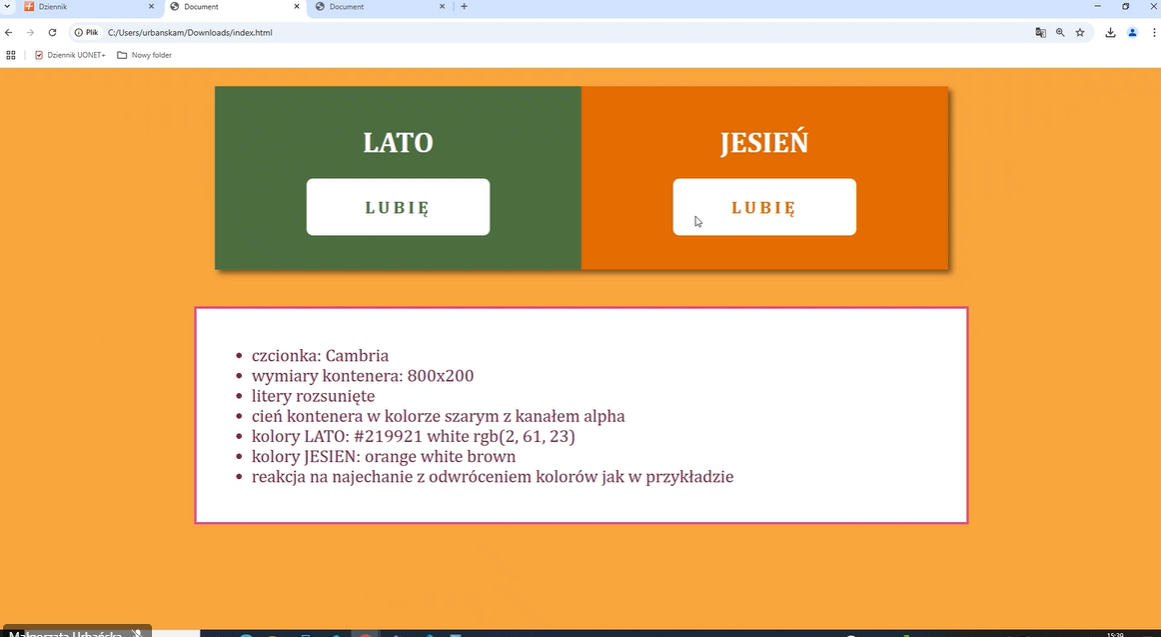 Dziennik
Document
Document
Plik
C:/Users/urbanskam/Downloads/index.html
Dziennik UONET+
Nowy folder
LATO
JESIEŃ
LUBIĘ
LUBIĘ
czcionka: Cambria
wymiary kontenera: 800x200
litery rozsunięte
cień kontenera w kolorze szarym z kanałem alpha
kolory LATO: #219921 white rgb(2, 61, 23)
kolory JESIEN: orange white brown
reakcja na najechanie z odwróceniem kolorów jak w przykładzie
Małgorzata Urbańska
15:39